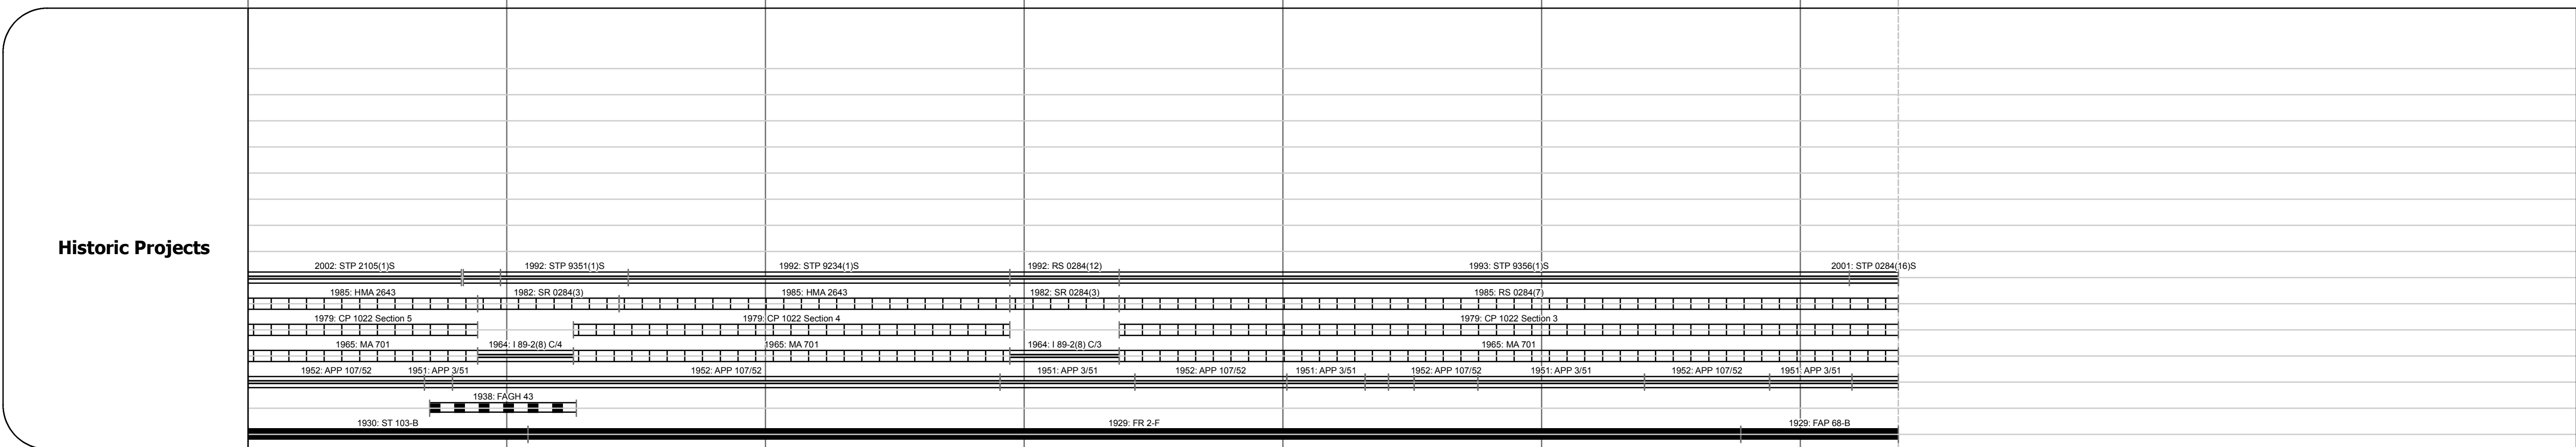 Historic Projects
2002: STP 2105(1)S 1992: STP 9351(1)S 1992: STP 9234(1)S 1992: RS 0284(12) 1993: STP 9356(1)S 2001: STP 0284(16)S
1985: HMA 2643 1982: SR 0284(3) 1985: HMA 2643 1982: SR 0284(3) 1985: RS 0284(7)
1979: CP 1022 Section 5 1979: CP 1022 Section 4 1979: CP 1022 Section 3
1965: MA 701 1964: I 89-2(8) C/4 1965: MA 701 1964: I 89-2(8) C/3 1965: MA 701
1952: APP 107/52 1951: APP 3/51 1952: APP 107/52 1951: APP 3/51 1952: APP 107/52 1951: APP 3/51 1952: APP 107/52 1951: APP 3/51 1952: APP 107/52 1951: APP 3/51
1938: FAGH 43
1930: ST 103-B 1929: FR 2-F 1929: FAP 68-B